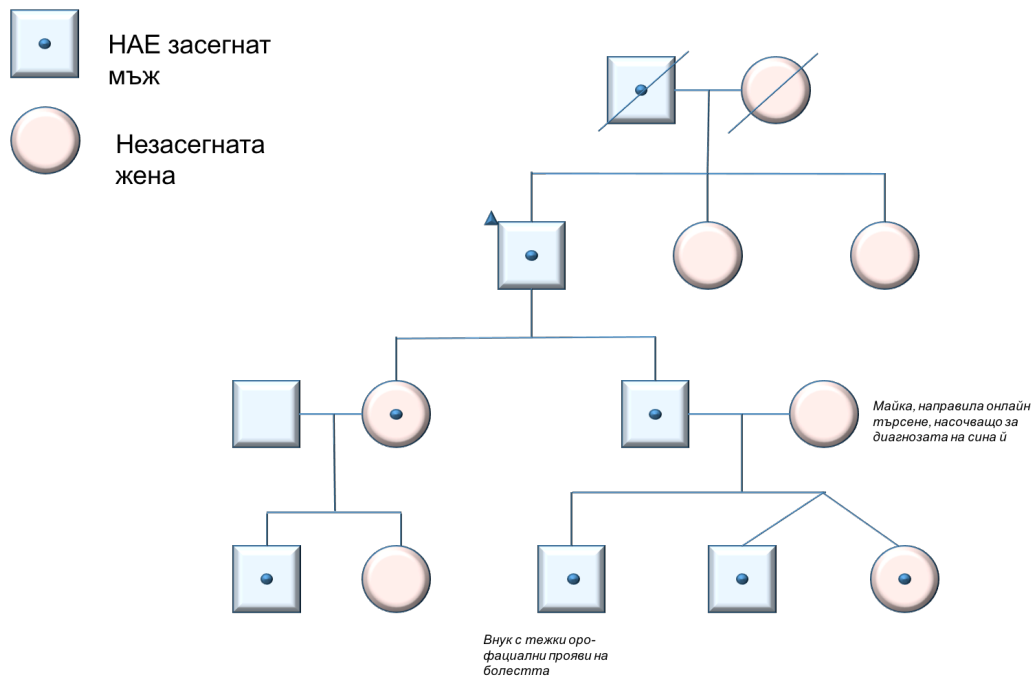 НАЕ засегнат
мъж
Незасегната
жена
Майка, направила онлайн
търсене, насочващо за
диагнозата на сина ѝ
Внук с тежки оро-
фациални прояви на
болестта